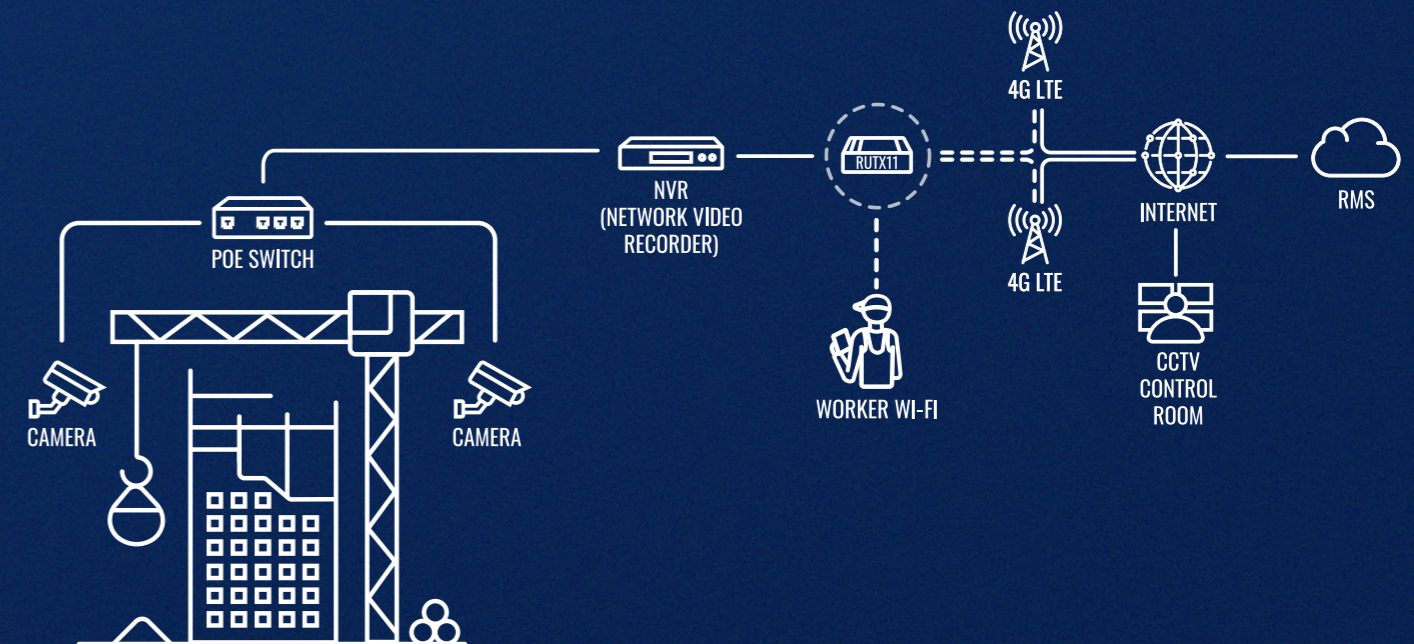 4G LTE
RUTX11
NVR
(NETWORK VIDEO
RECORDER)
RMS
INTERNET
POE SWITCH
4G LTE
CCTV
CONTROL
ROOM
WORKER WI-FI
CAMERA
CAMERA